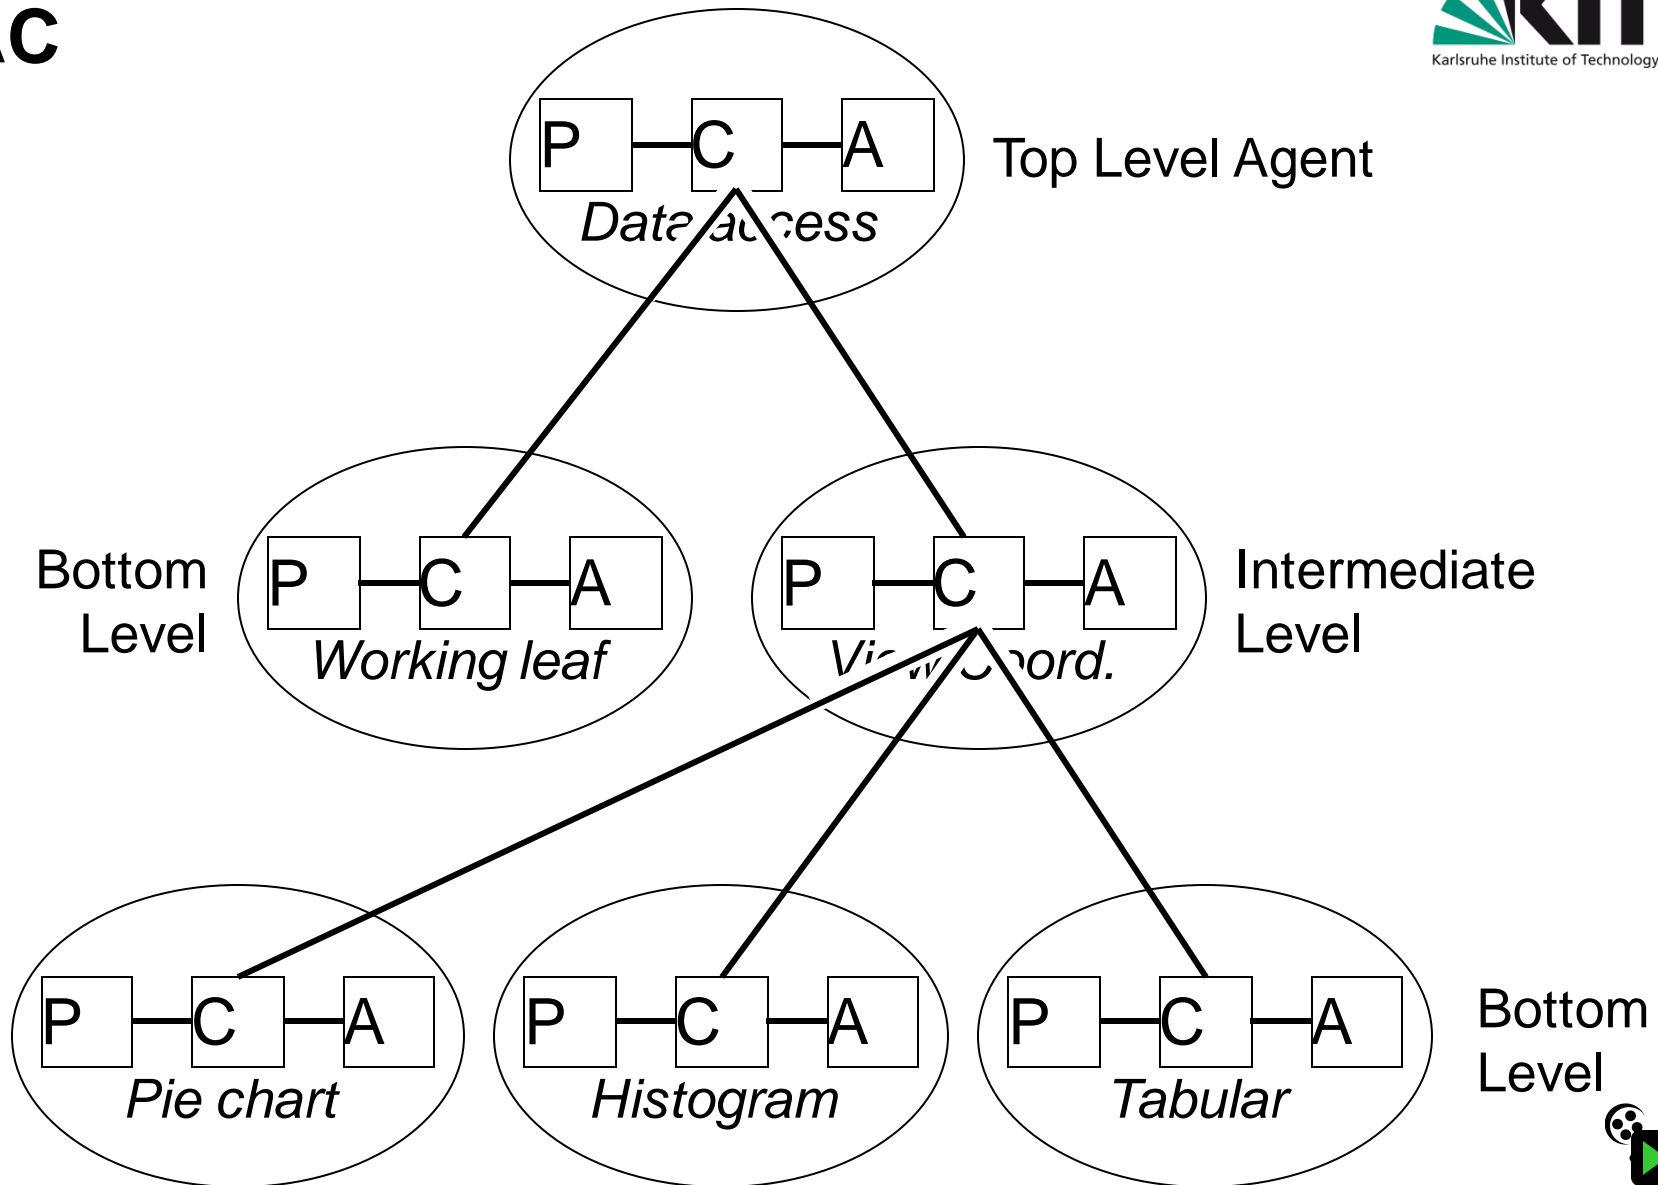 AC
KIT
Karlsruhe Institute of Technology
P C A
Data access
Top Level Agent
Bottom
Level
P C A
Working leaf
P C A
View Coord.
Intermediate
Level
P C A
Pie chart
P C A
Histogram
P C A
Tabular
Bottom
Level